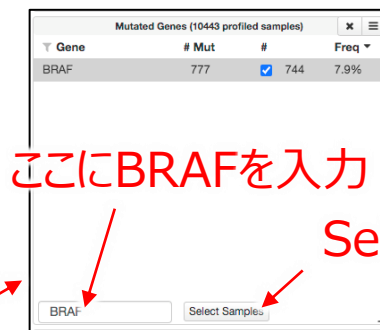 Mutated Genes (10443 profiled samples)
Gene # Mut # Freq
BRAF 777 744 7.9%
ここにBRAFを入力
Se
BRAF Select Samples